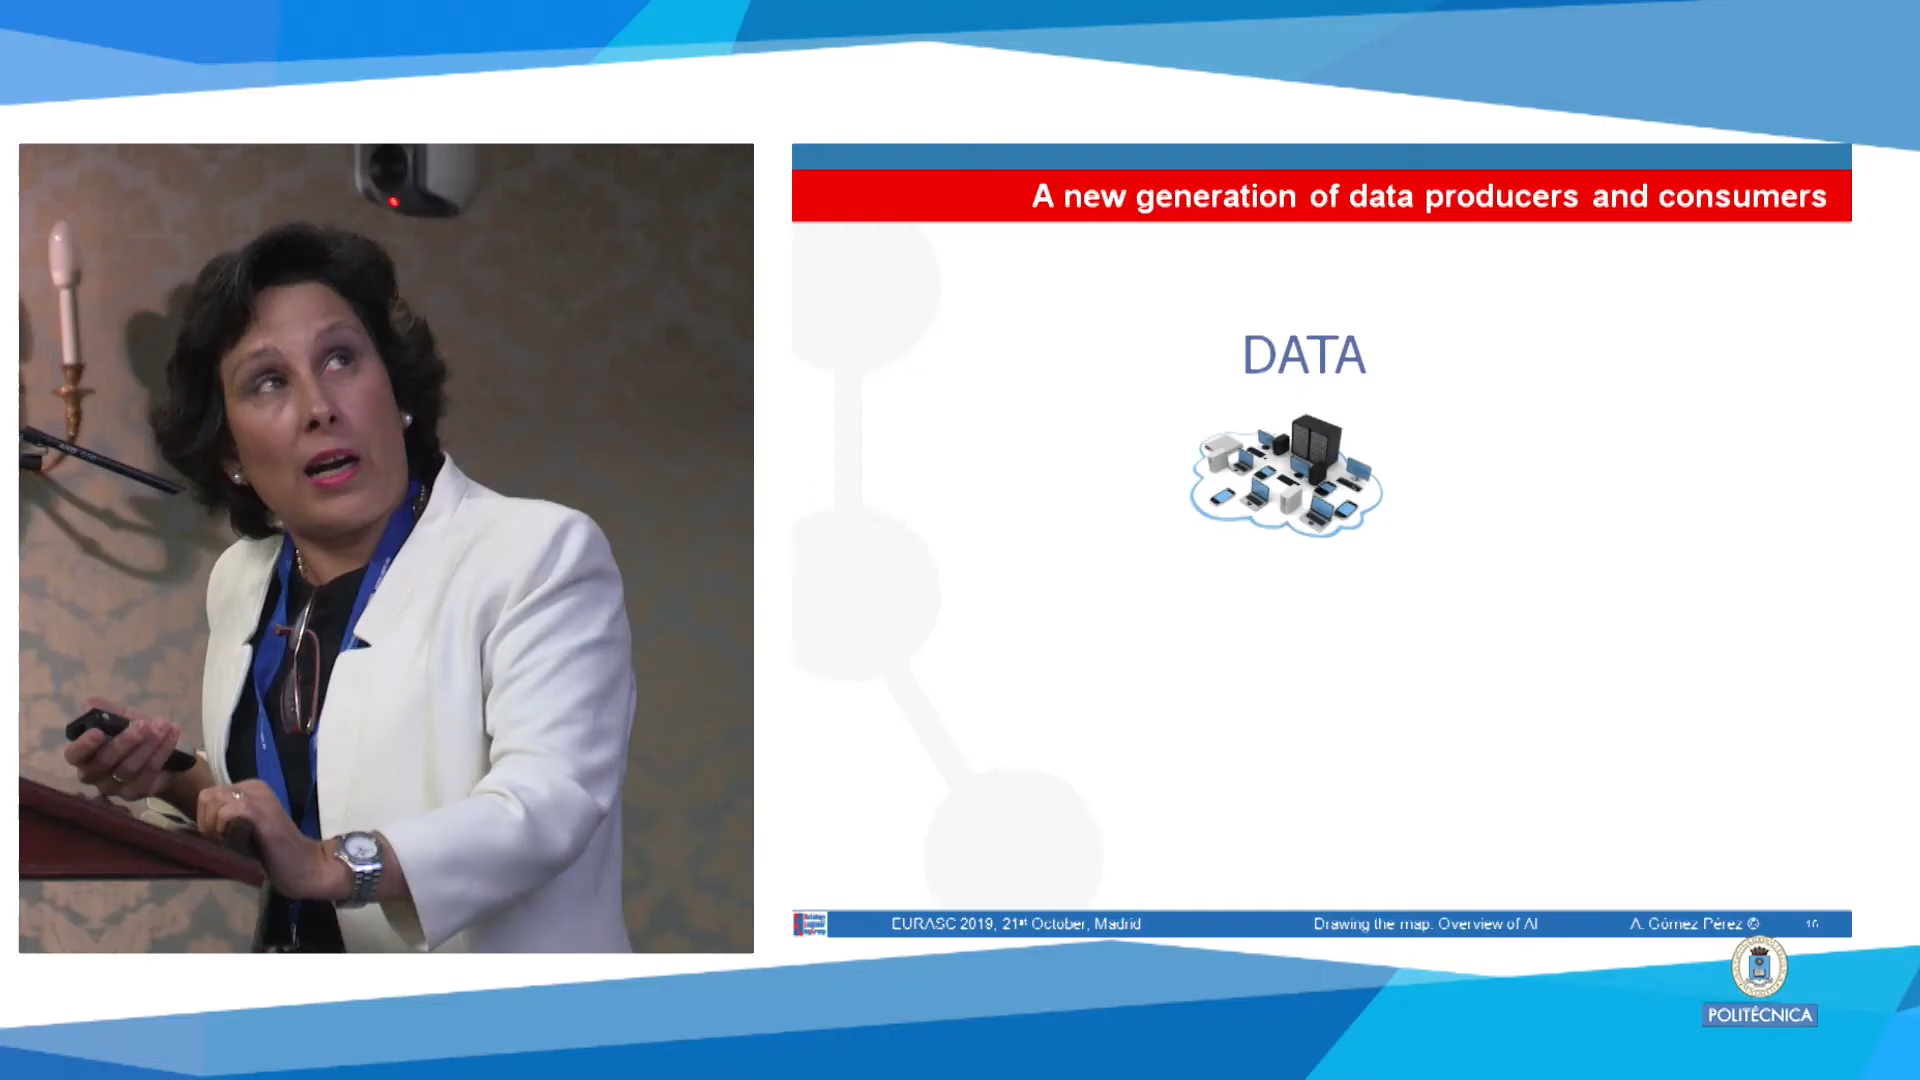 A new generation of data producers and consumers
DATA
EURASC 2019, 21st October, Madrid
Drawing the map. Overview of AI
A. Gómez Pérez ©
16
POLITÉCNICA